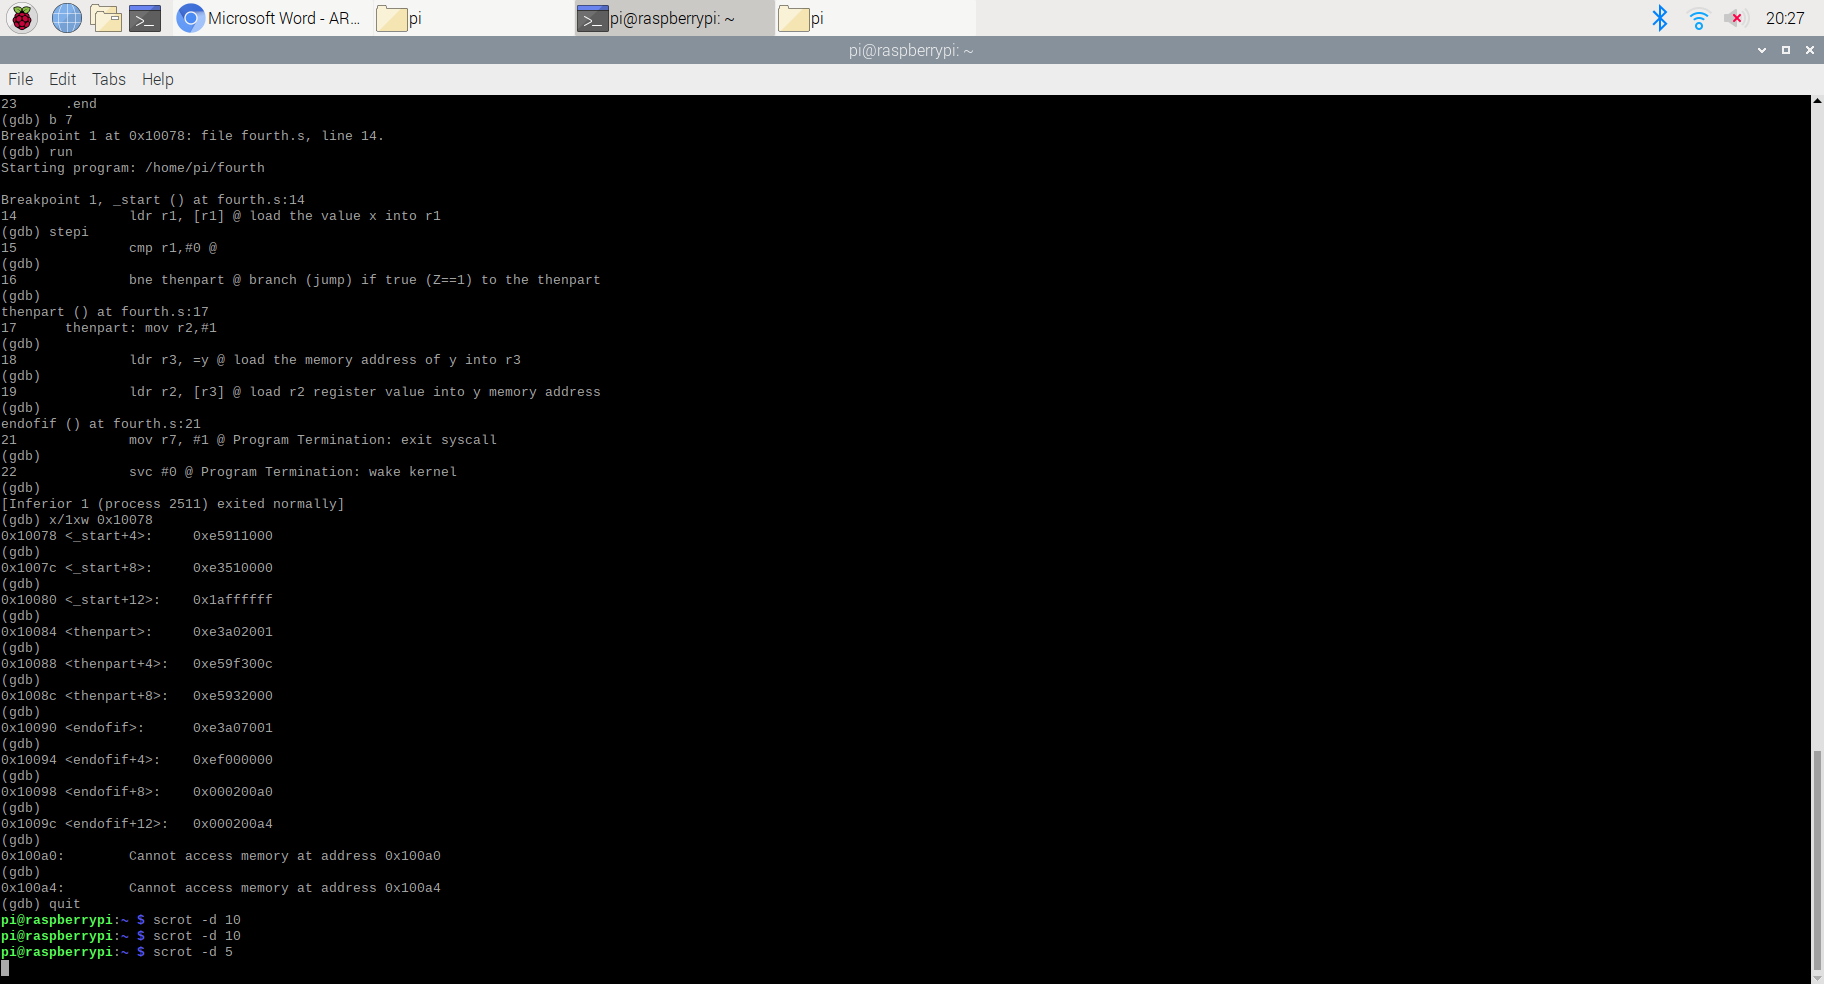 Microsoft Word - AR...
pi
pi@raspberrypi: ~
pi
20:27
pi@raspberrypi: ~
File Edit Tabs Help
23      .end
(gdb) b 7
Breakpoint 1 at 0x10078: file fourth.s, line 14.
(gdb) run
Starting program: /home/pi/fourth
Breakpoint 1, _start () at fourth.s:14
14              ldr r1, [r1] @ load the value x into r1
(gdb) stepi
15              cmp r1,#0 @
(gdb)
16              bne thenpart @ branch (jump) if true (Z==1) to the thenpart
(gdb)
thenpart () at fourth.s:17
17      thenpart: mov r2,#1
(gdb)
18              ldr r3, =y @ load the memory address of y into r3
(gdb)
19              ldr r2, [r3] @ load r2 register value into y memory address
(gdb)
endofif () at fourth.s:21
21              mov r7, #1 @ Program Termination: exit syscall
(gdb)
22              svc #0 @ Program Termination: wake kernel
(gdb)
[Inferior 1 (process 2511) exited normally]
(gdb) x/1xw 0x10078
0x10078 <_start+4>:     0xe5911000
(gdb)
0x1007c <_start+8>:     0xe3510000
(gdb)
0x10080 <_start+12>:    0x1affffff
(gdb)
0x10084 <thenpart>:     0xe3a02001
(gdb)
0x10088 <thenpart+4>:   0xe59f300c
(gdb)
0x1008c <thenpart+8>:   0xe5932000
(gdb)
0x10090 <endofif>:      0xe3a07001
(gdb)
0x10094 <endofif+4>:    0xef000000
(gdb)
0x10098 <endofif+8>:    0x000200a0
(gdb)
0x1009c <endofif+12>:   0x000200a4
(gdb)
0x100a0:        Cannot access memory at address 0x100a0
(gdb)
0x100a4:        Cannot access memory at address 0x100a4
(gdb) quit
pi@raspberrypi:~ $ scrot -d 10
pi@raspberrypi:~ $ scrot -d 10
pi@raspberrypi:~ $ scrot -d 5